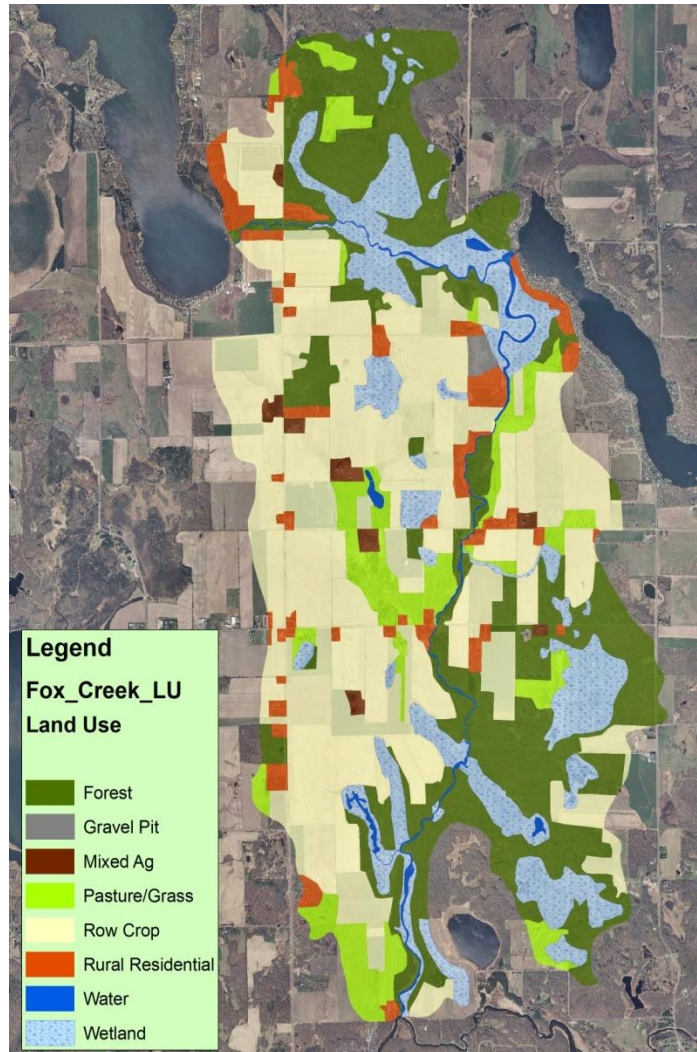 Legend
Fox_Creek_LU
Land Use
Forest
Gravel Pit
Mixed Ag
Pasture/Grass
Row Crop
Rural Residential
Water
Wetland